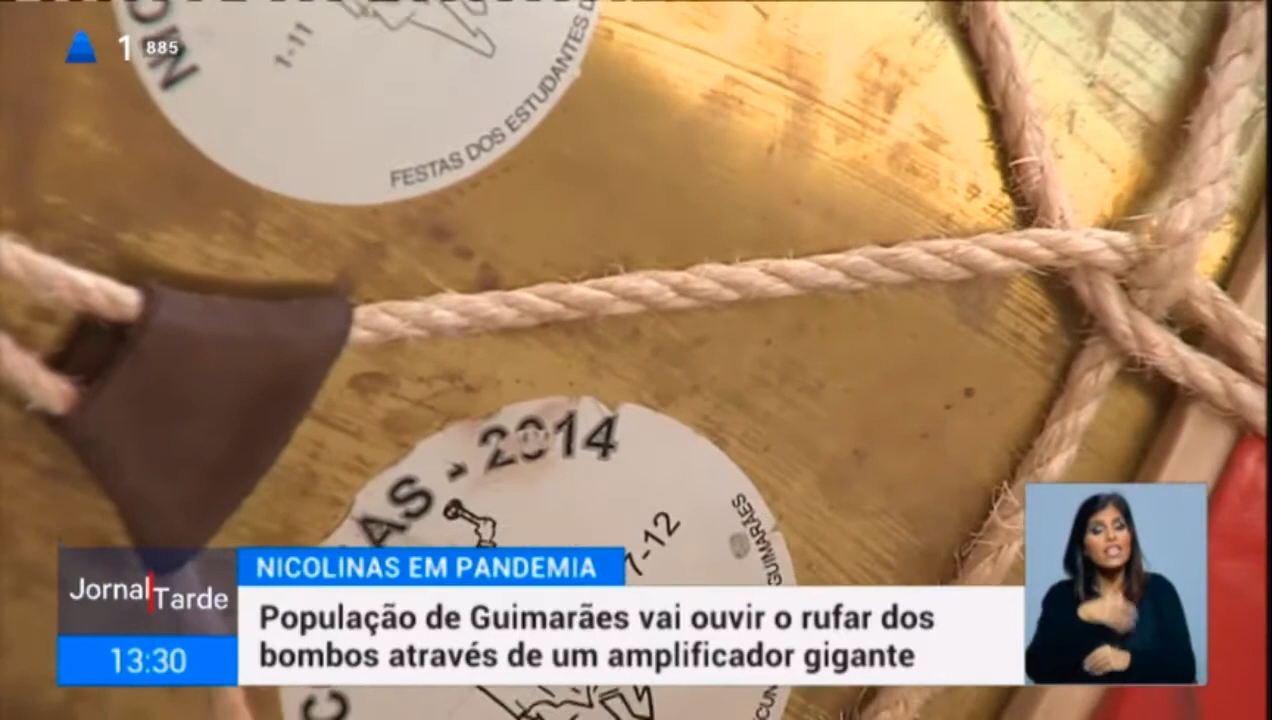 1 885
NIC
1-11
FESTAS DOS ESTUDANTES D
AS - 2014
7-12
GUIMARÃES
Jornal Tarde
NICOLINAS EM PANDEMIA
População de Guimarães vai ouvir o rufar dos
bombos através de um amplificador gigante
13:30